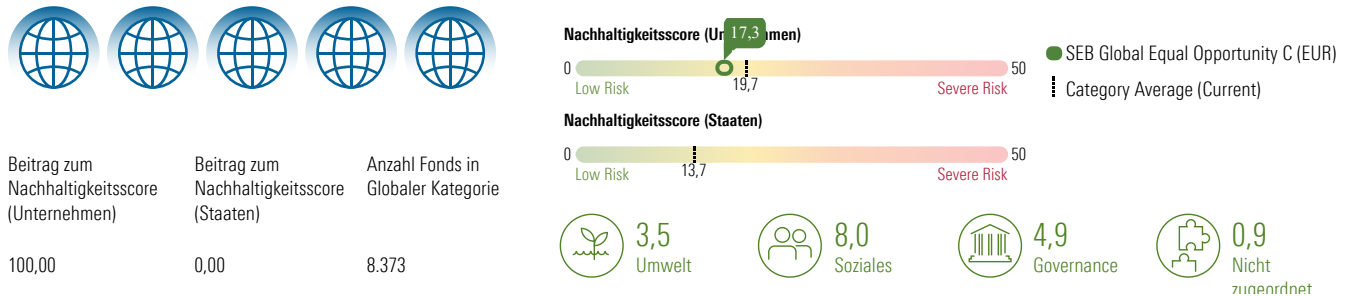 Beitrag zum
Nachhaltigkeitsscore
(Unternehmen)
100,00
Beitrag zum
Nachhaltigkeitsscore
(Staaten)
0,00
Anzahl Fonds in
Globaler Kategorie
8.373
Nachhaltigkeitsscore (Un men)
17,3
0
50
Low Risk
19,7
Severe Risk
SEB Global Equal Opportunity C (EUR)
Category Average (Current)
Nachhaltigkeitsscore (Staaten)
0
50
Low Risk
13,7
Severe Risk
3,5
Umwelt
8,0
Soziales
4,9
Governance
0,9
Nicht
zugeordnet